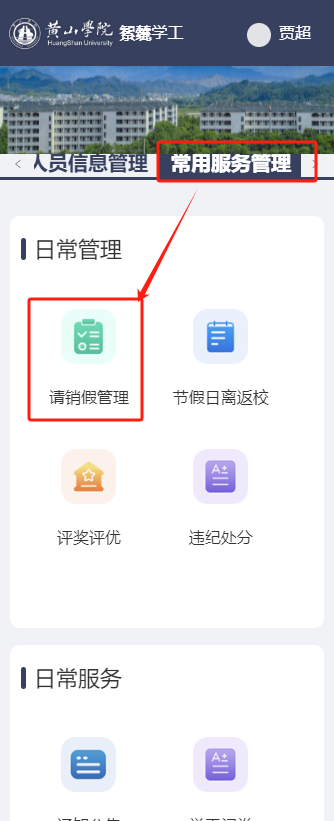 黄山学院
HuangShan University
学工
贾超
人员信息管理
常用服务管理
日常管理
请销假管理
节假日离返校
评奖评优
违纪处分
日常服务